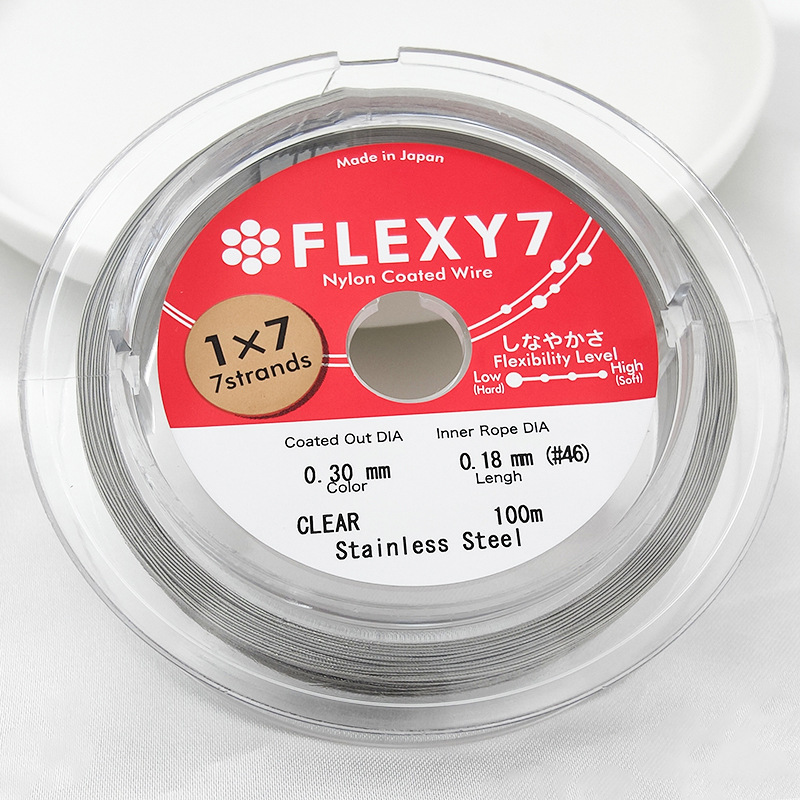 Made in Japan
FLEXY7
Nylon Coated Wire
1×7
7strands
しなやかさ
Flexibility Level
Low High
(Hard) (Soft)
Coated Out DIA Inner Rope DIA
0.30 mm 0.18 mm (#46)
Color Lengh
CLEAR 100m
Stainless Steel